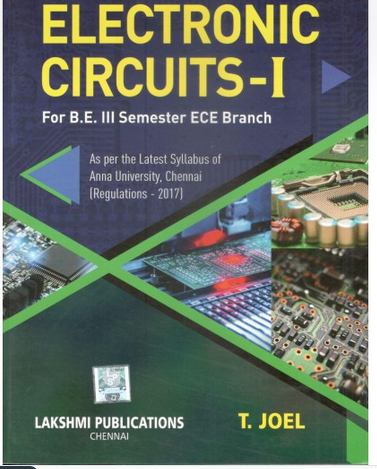 ELECTRONIC
CIRCUITS-I
For B.E. III Semester ECE Branch
As per the Latest Syllabus of
Anna University, Chennai
(Regulations - 2017)
LAKSHMI PUBLICATIONS
CHENNAI
T. JOEL